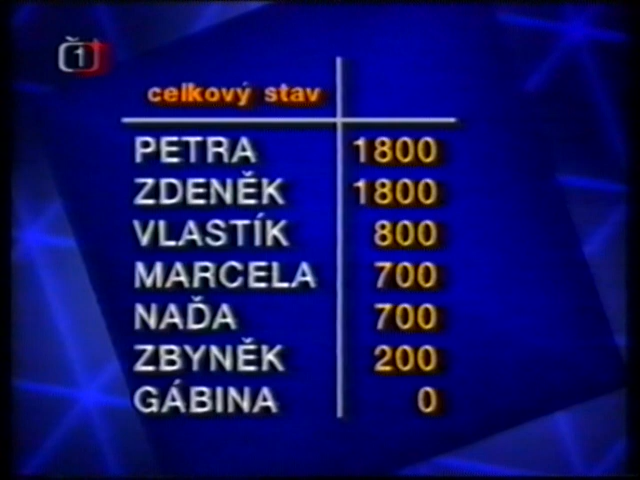 1
celkový stav
PETRA 1800
ZDENĚK 1800
VLASTÍK 800
MARCELA 700
NAĎA 700
ZBYNĚK 200
GÁBINA 0